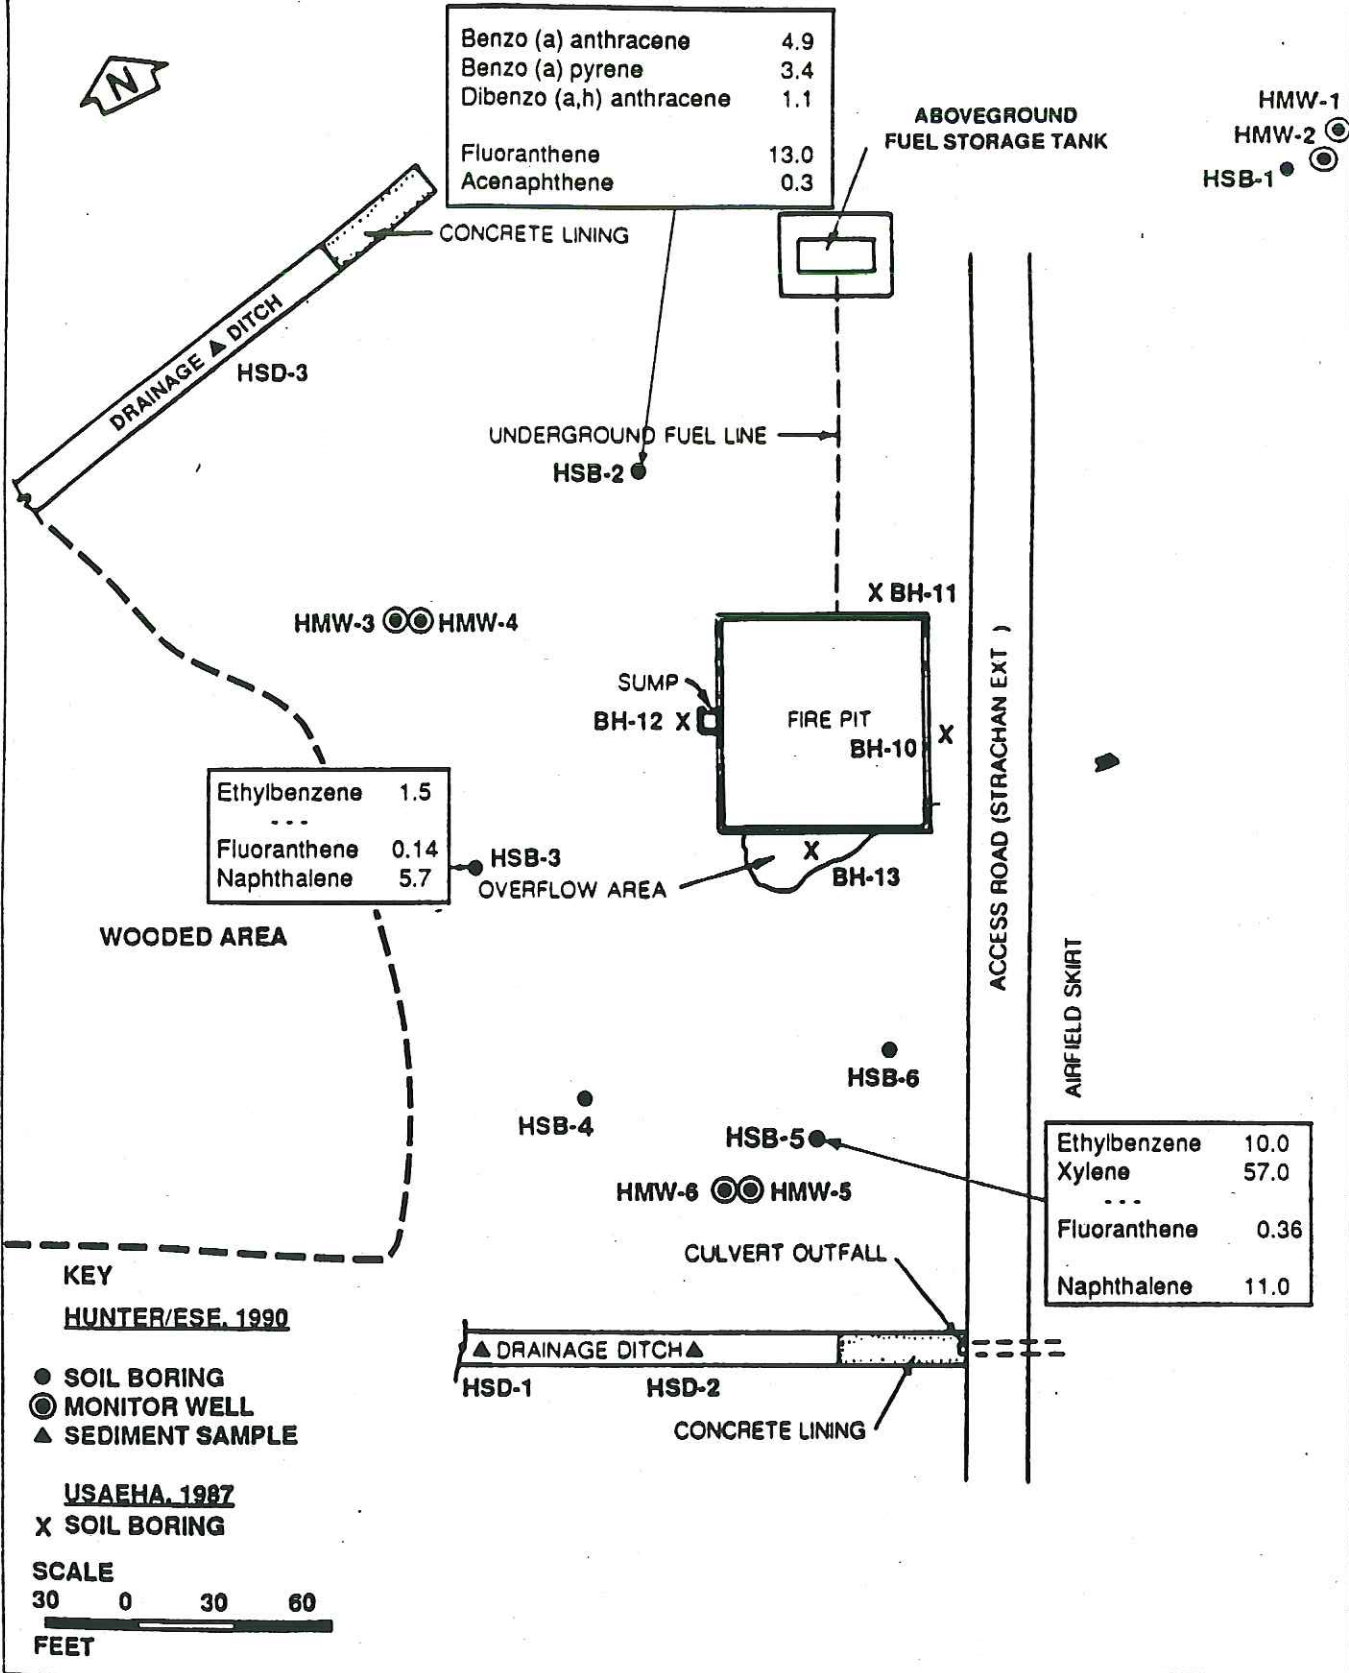 N
Benzo (a) anthracene 4.9
Benzo (a) pyrene 3.4
Dibenzo (a,h) anthracene 1.1
Fluoranthene 13.0
Acenaphthene 0.3
ABOVEGROUND
FUEL STORAGE TANK
HMW-1
HMW-2
HSB-1
CONCRETE LINING
DRAINAGE DITCH
HSD-3
UNDERGROUND FUEL LINE
HSB-2
X BH-11
HMW-3 HMW-4
SUMP
BH-12 X
FIRE PIT
BH-10 X
ACCESS ROAD (STRACHAN EXT )
Ethylbenzene 1.5
- - -
Fluoranthene 0.14
Naphthalene 5.7
HSB-3
OVERFLOW AREA
X
BH-13
WOODED AREA
AIRFIELD SKIRT
HSB-6
HSB-4
HSB-5
HMW-6 HMW-5
Ethylbenzene 10.0
Xylene 57.0
- - -
Fluoranthene 0.36
Naphthalene 11.0
CULVERT OUTFALL
DRAINAGE DITCH
HSD-1 HSD-2
CONCRETE LINING
KEY
HUNTER/ESE, 1990
SOIL BORING
MONITOR WELL
SEDIMENT SAMPLE
USAEHA, 1987
X SOIL BORING
SCALE
30 0 30 60
FEET